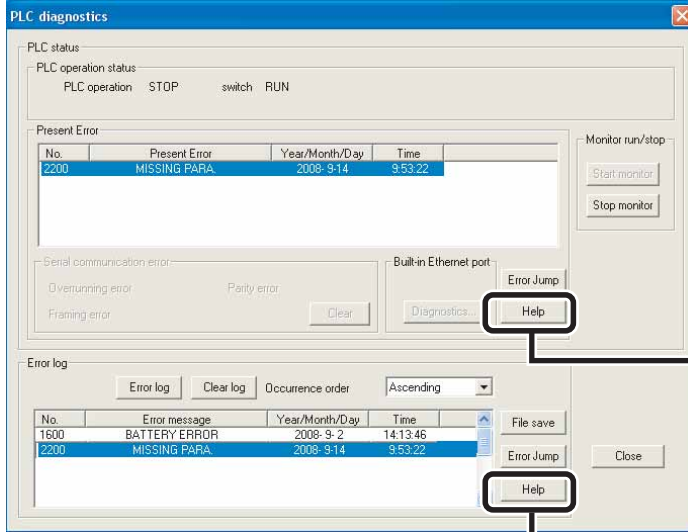 PLC diagnostics
PLC status
PLC operation status
PLC operation STOP switch RUN
Present Error
No. Present Error Year/Month/Day Time
2200 MISSING PARA. 2008- 9-14 9:53:22
Monitor run/stop
Start monitor
Stop monitor
Serial communication error
Overrunning error Parity error
Framing error Clear
Built-in Ethernet port
Diagnostics...
Error Jump
Help
Error log
Error log Clear log Occurrence order Ascending
No. Error message Year/Month/Day Time
1600 BATTERY ERROR 2008- 9- 2 14:13:46
2200 MISSING PARA. 2008- 9-14 9:53:22
File save
Error Jump
Help
Close